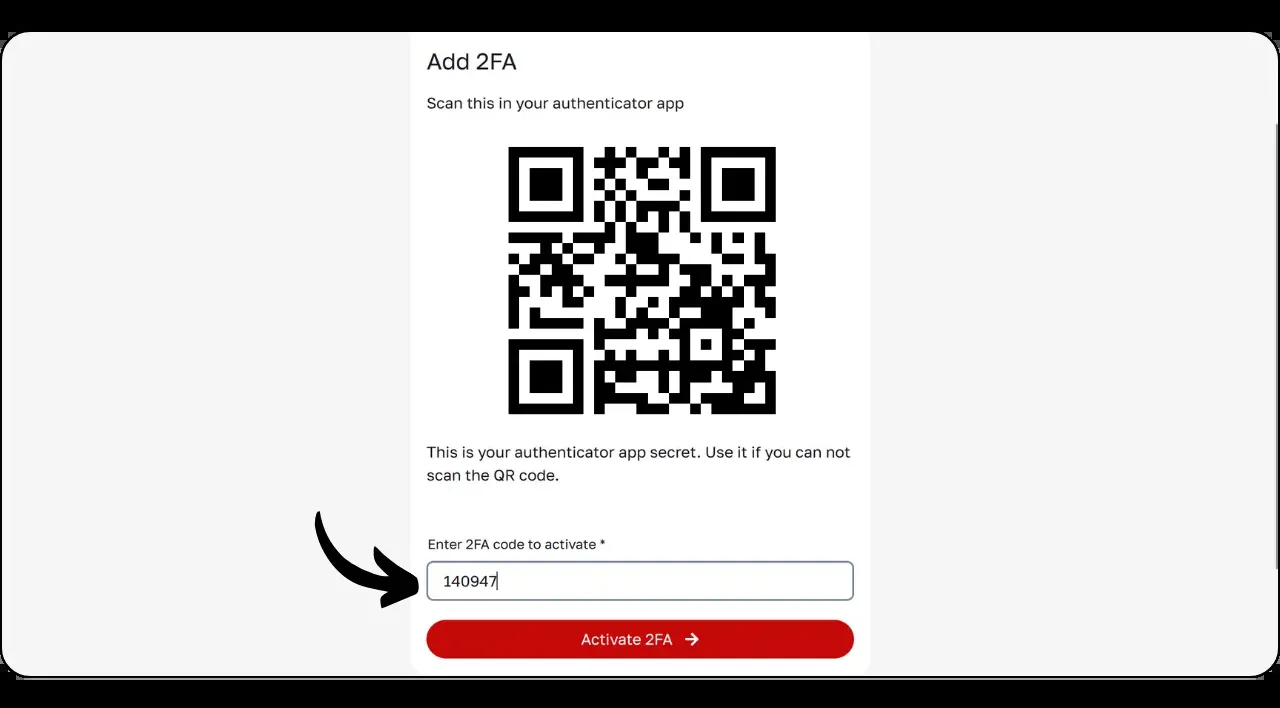 Add 2FA
Scan this in your authenticator app
This is your authenticator app secret. Use it if you can not
scan the QR code.
Enter 2FA code to activate *
140947
Activate 2FA →